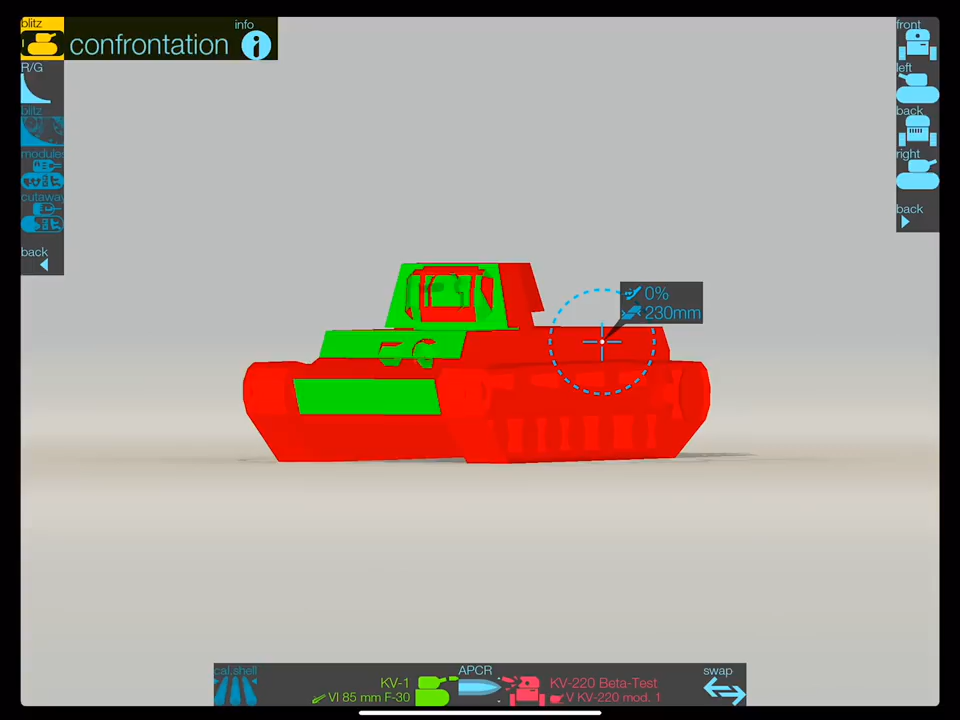 blitz
confrontation
info
R/G
blitz
modules
cutaway
back
front
left
back
right
back
0%
230mm
cal.shell
KV-1
VI 85 mm F-30
APCR
KV-220 Beta-Test
V KV-220 mod. 1
swap